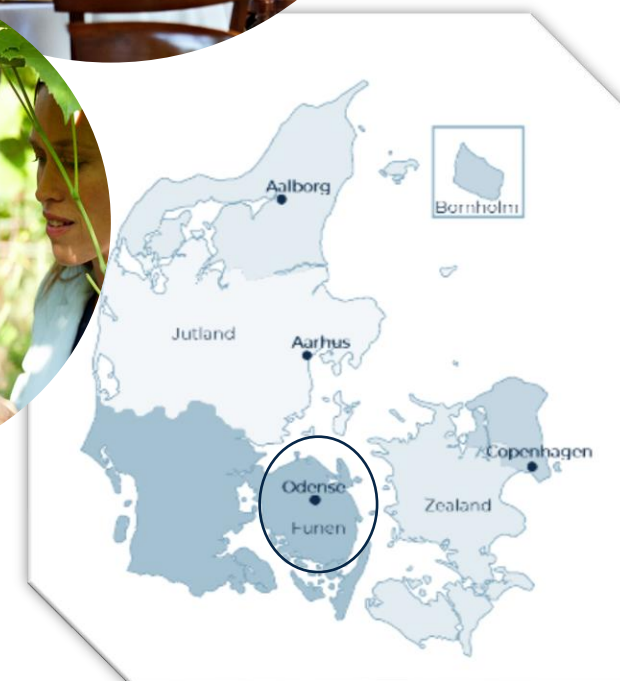 Aalborg
Bornholm
Jutland
Aarhus
Copenhagen
Odense
Zealand
Funen